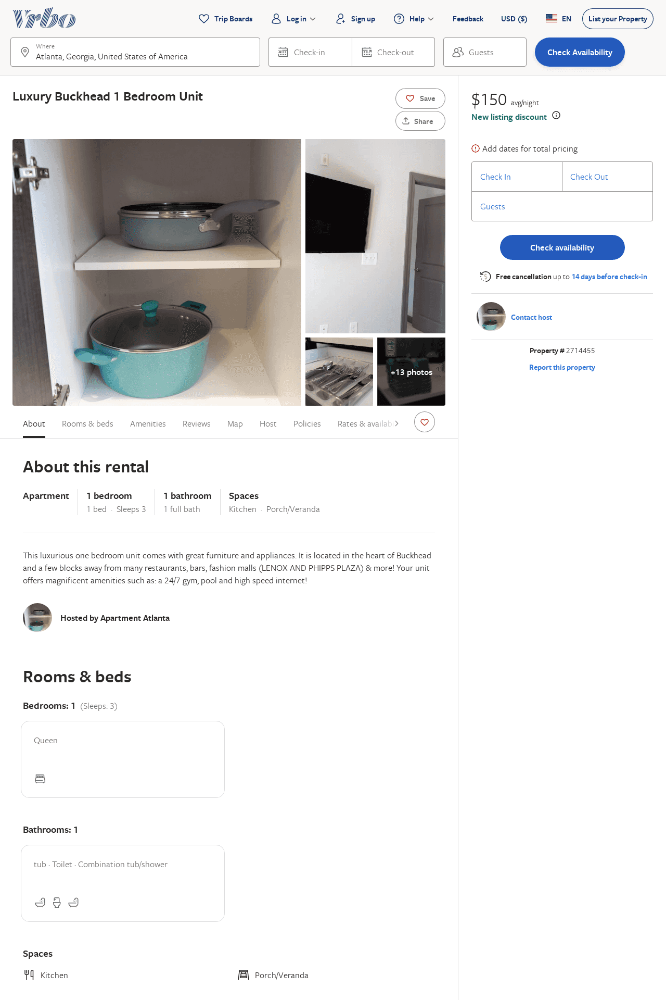 Vrbo
Trip Boards
Log in
Sign up
Help
Feedback
USD ($)
EN
List your Property
Where
Atlanta, Georgia, United States of America
Check-in
Check-out
Guests
Check Availability
Luxury Buckhead 1 Bedroom Unit
Save
Share
+13 photos
$150 avg/night
New listing discount
Add dates for total pricing
Check In
Check Out
Guests
Check availability
Free cancellation up to 14 days before check-in
Contact host
Property # 2714455
Report this property
About
Rooms & beds
Amenities
Reviews
Map
Host
Policies
Rates & availab
About this rental
Apartment
1 bedroom
1 bed · Sleeps 3
1 bathroom
1 full bath
Spaces
Kitchen · Porch/Veranda
This luxurious one bedroom unit comes with great furniture and appliances. It is located in the heart of Buckhead
and a few blocks away from many restaurants, bars, fashion malls (LENOX AND PHIPPS PLAZA) & more! Your unit
offers magnificent amenities such as: a 24/7 gym, pool and high speed internet!
Hosted by Apartment Atlanta
Rooms & beds
Bedrooms: 1 (Sleeps: 3)
Queen
Bathrooms: 1
tub · Toilet · Combination tub/shower
Spaces
Kitchen
Porch/Veranda